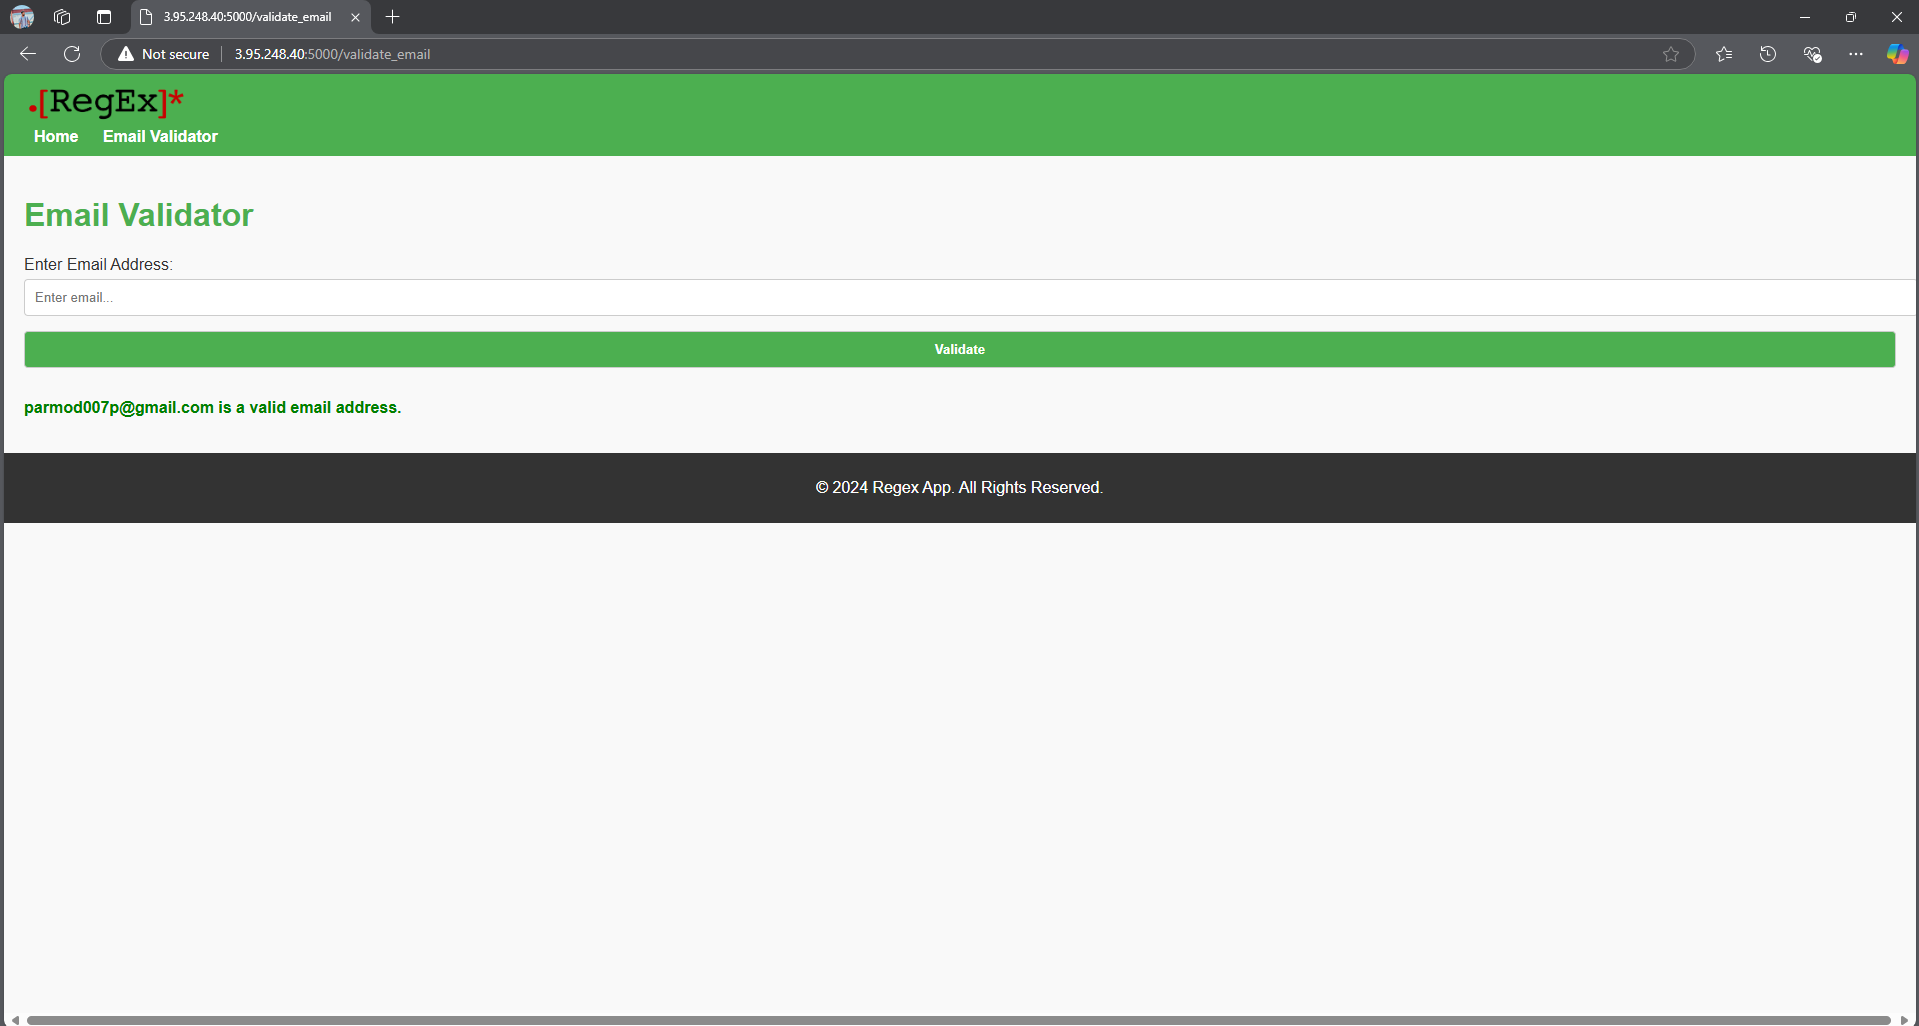 3.95.248.40:5000/validate_email
Not secure 3.95.248.40:5000/validate_email
.[RegEx]*
Home Email Validator
Email Validator
Enter Email Address:
Enter email...
Validate
parmod007p@gmail.com is a valid email address.
© 2024 Regex App. All Rights Reserved.